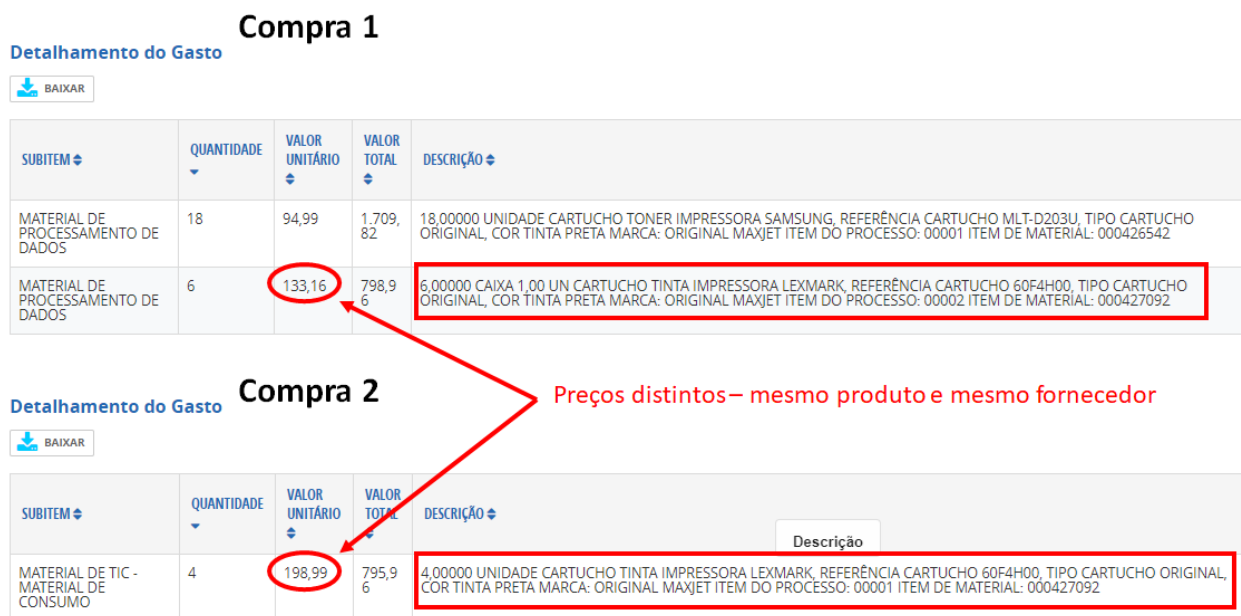 Compra 1
Detalhamento do Gasto
BAIXAR
SUBITEM QUANTIDADE VALOR UNITÁRIO VALOR TOTAL DESCRIÇÃO
MATERIAL DE 18 94,99 1.709, 18,00000 UNIDADE CARTUCHO TONER IMPRESSORA SAMSUNG, REFERÊNCIA CARTUCHO MLT-D203U, TIPO CARTUCHO
PROCESSAMENTO DE 82 ORIGINAL, COR TINTA PRETA MARCA: ORIGINAL MAXJET ITEM DO PROCESSO: 00001 ITEM DE MATERIAL: 000426542
DADOS
MATERIAL DE 6 133,16 798,9 6,00000 CAIXA 1,00 UN CARTUCHO TINTA IMPRESSORA LEXMARK, REFERÊNCIA CARTUCHO 60F4H00, TIPO CARTUCHO
PROCESSAMENTO DE 6 ORIGINAL, COR TINTA PRETA MARCA: ORIGINAL MAXJET ITEM DO PROCESSO: 00002 ITEM DE MATERIAL: 000427092
DADOS
Compra 2
Preços distintos – mesmo produto e mesmo fornecedor
Detalhamento do Gasto
BAIXAR
SUBITEM QUANTIDADE VALOR UNITÁRIO VALOR TOTAL DESCRIÇÃO
Descrição
MATERIAL DE TIC - 4 198,99 795,9 4,00000 UNIDADE CARTUCHO TINTA IMPRESSORA LEXMARK, REFERÊNCIA CARTUCHO 60F4H00, TIPO CARTUCHO ORIGINAL,
MATERIAL DE 6 COR TINTA PRETA MARCA: ORIGINAL MAXJET ITEM DO PROCESSO: 00001 ITEM DE MATERIAL: 000427092
CONSUMO